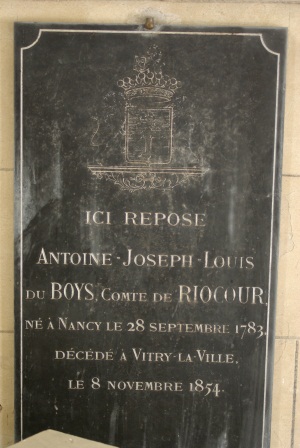 ICI REPOSE
ANTOINE-JOSEPH-LOUIS
DU BOYS, COMTE DE RIOCOUR,
NÉ À NANCY LE 28 SEPTEMBRE 1783.
DÉCÉDÉ À VITRY-LA-VILLE.
LE 8 NOVEMBRE 1854.